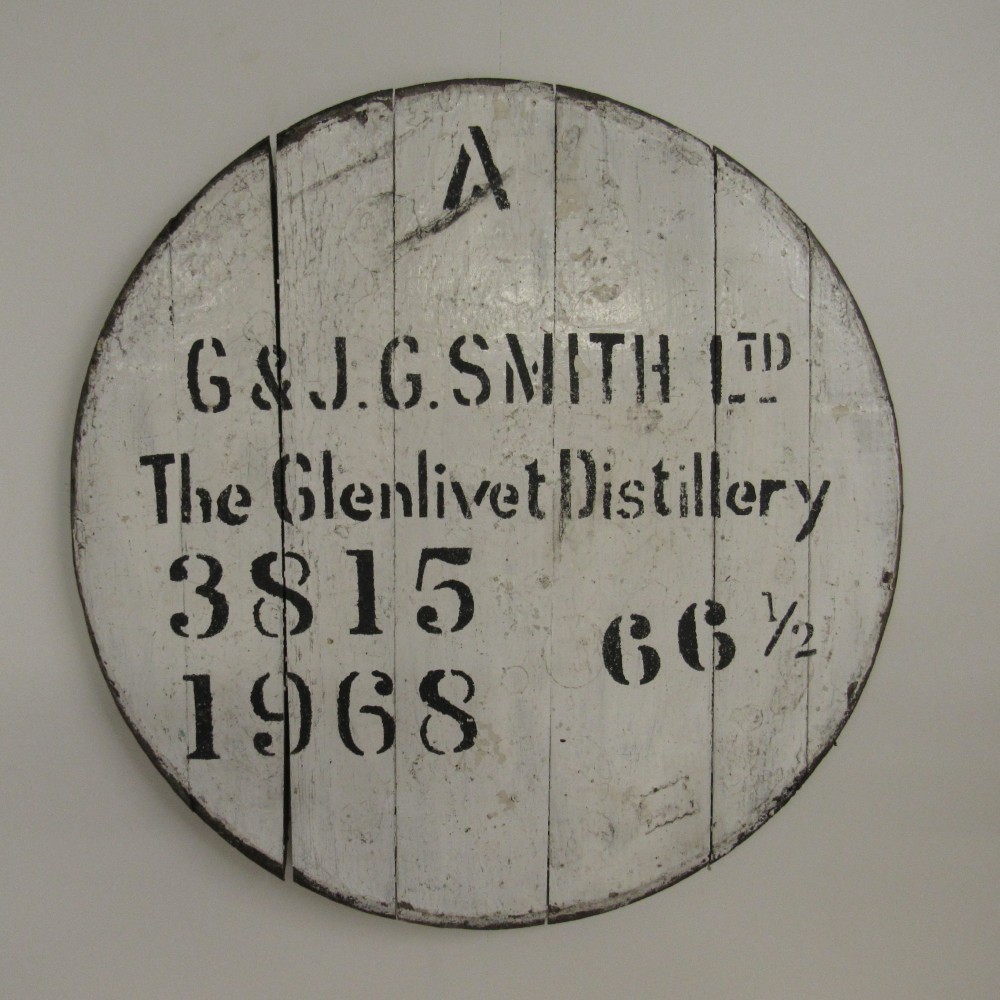 A
G & J.G. SMITH LTD
The Glenlivet Distillery
3815
66 1/2
1968